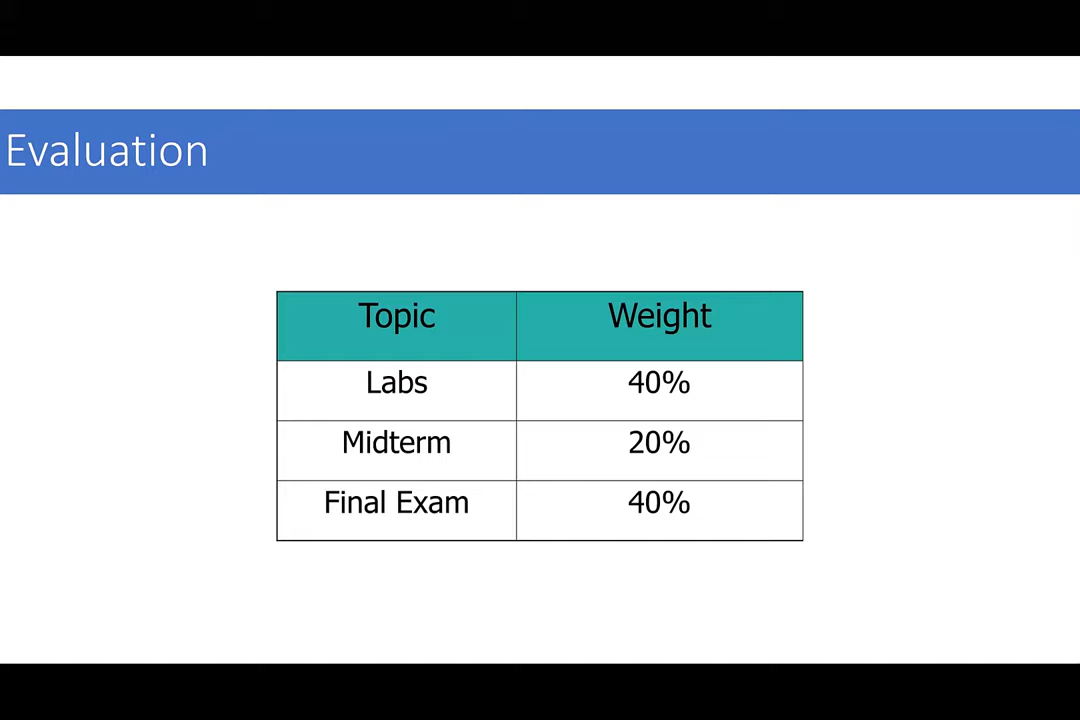 Evaluation
Topic Weight
Labs 40%
Midterm 20%
Final Exam 40%